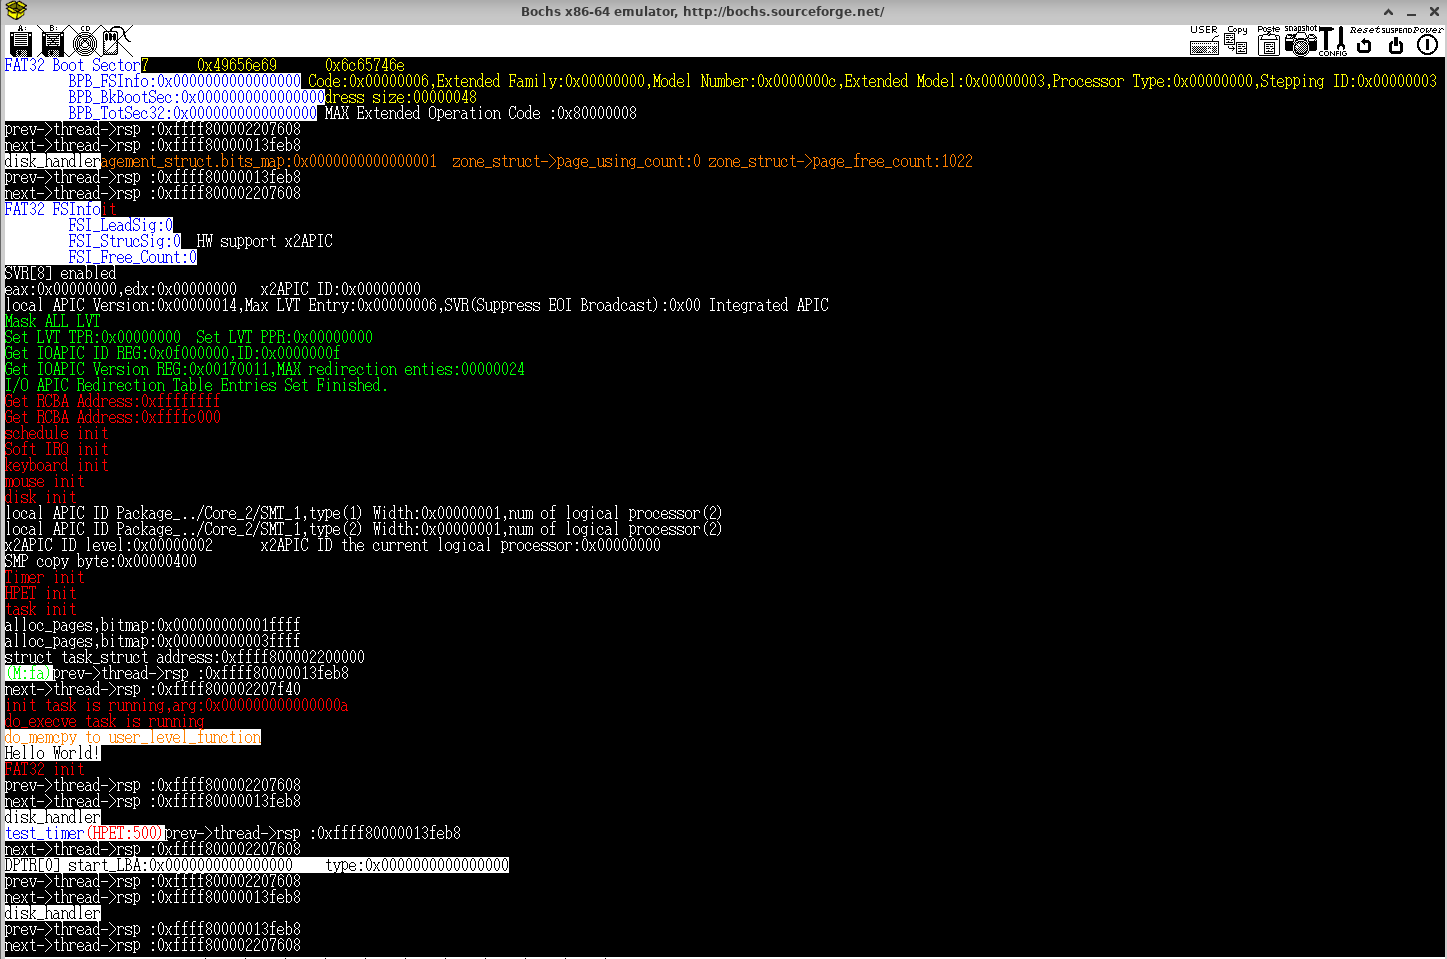 Bochs x86-64 emulator, http://bochs.sourceforge.net/
A: B: CD USER Copy Paste snapshot CONFIG Reset SUSPEND Power
FAT32 Boot Sector7 0x49656e69 0x6c65746e
BPB_FSInfo:0x0000000000000000 Code:0x00000006,Extended Family:0x00000000,Model Number:0x0000000c,Extended Model:0x00000003,Processor Type:0x00000000,Stepping ID:0x00000003
BPB_BkBootSec:0x0000000000000000dress size:00000048
BPB_TotSec32:0x0000000000000000 MAX Extended Operation Code :0x80000008
prev->thread->rsp :0xffff800002207608
next->thread->rsp :0xffff80000013feb8
disk_handleragement_struct.bits_map:0x0000000000000001 zone_struct->page_using_count:0 zone_struct->page_free_count:1022
prev->thread->rsp :0xffff80000013feb8
next->thread->rsp :0xffff800002207608
FAT32 FSInfoit
FSI_LeadSig:0
FSI_StrucSig:0 HW support x2APIC
FSI_Free_Count:0
SVR[8] enabled
eax:0x00000000,edx:0x00000000 x2APIC ID:0x00000000
local APIC Version:0x00000014,Max LVT Entry:0x00000006,SVR(Suppress EOI Broadcast):0x00 Integrated APIC
Mask ALL LVT
Set LVT TPR:0x00000000 Set LVT PPR:0x00000000
Get IOAPIC ID REG:0x0f000000,ID:0x0000000f
Get IOAPIC Version REG:0x00170011,MAX redirection enties:00000024
I/O APIC Redirection Table Entries Set Finished.
Get RCBA Address:0xffffffff
Get RCBA Address:0xffffc000
schedule init
Soft IRQ init
keyboard init
mouse init
disk init
local APIC ID Package_../Core_2/SMT_1,type(1) Width:0x00000001,num of logical processor(2)
local APIC ID Package_../Core_2/SMT_1,type(2) Width:0x00000001,num of logical processor(2)
x2APIC ID level:0x00000002 x2APIC ID the current logical processor:0x00000000
SMP copy byte:0x00000400
Timer init
HPET init
task init
alloc_pages,bitmap:0x000000000001ffff
alloc_pages,bitmap:0x000000000003ffff
struct task_struct address:0xffff800002200000
(M:fa)prev->thread->rsp :0xffff80000013feb8
next->thread->rsp :0xffff800002207f40
init task is running,arg:0x000000000000000a
do_execve task is running
do_memcpy to user_level_function
Hello World!
FAT32 init
prev->thread->rsp :0xffff800002207608
next->thread->rsp :0xffff80000013feb8
disk_handler
test_timer(HPET:500)prev->thread->rsp :0xffff80000013feb8
next->thread->rsp :0xffff800002207608
DPTR[0] start_LBA:0x0000000000000000 type:0x0000000000000000
prev->thread->rsp :0xffff800002207608
next->thread->rsp :0xffff80000013feb8
disk_handler
prev->thread->rsp :0xffff80000013feb8
next->thread->rsp :0xffff800002207608